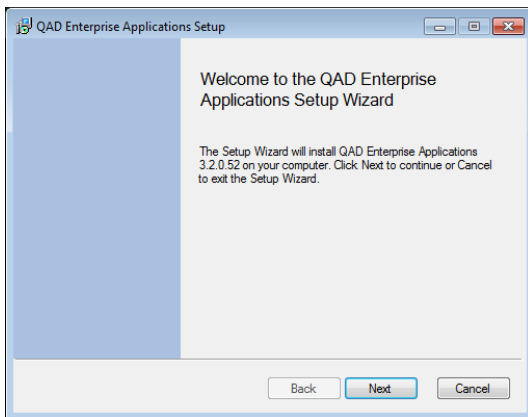 QAD Enterprise Applications Setup
Welcome to the QAD Enterprise
Applications Setup Wizard
The Setup Wizard will install QAD Enterprise Applications
3.2.0.52 on your computer. Click Next to continue or Cancel
to exit the Setup Wizard.
Back Next Cancel